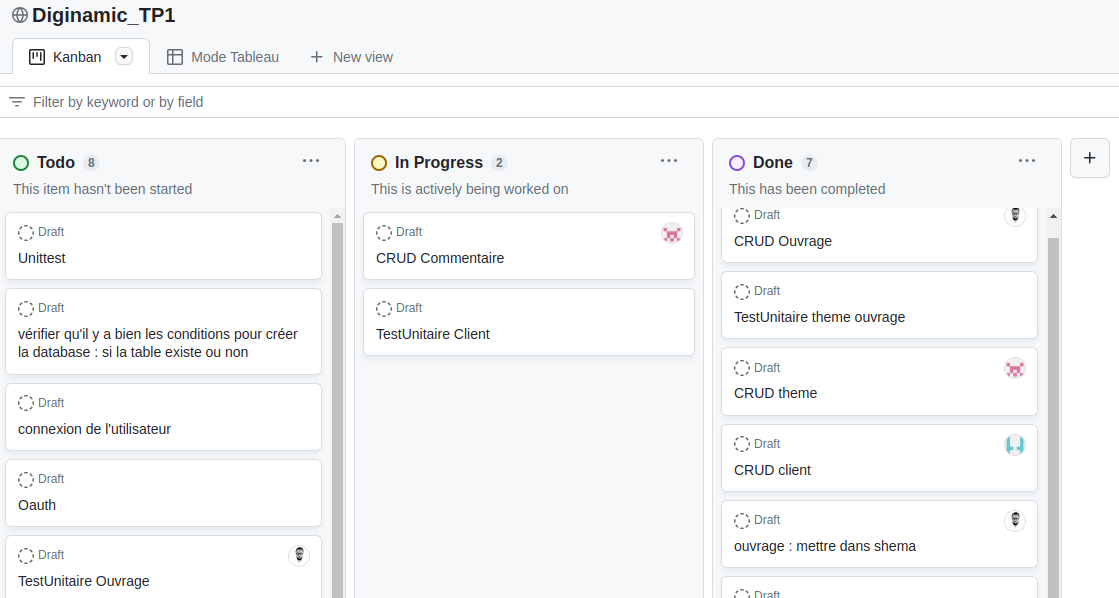 Diginamic_TP1
Kanban
Mode Tableau
New view
Filter by keyword or by field
Todo 8
This item hasn't been started
Draft
Unittest
Draft
vérifier qu'il y a bien les conditions pour créer
la database : si la table existe ou non
Draft
connexion de l'utilisateur
Draft
Oauth
Draft
TestUnitaire Ouvrage
In Progress 2
This is actively being worked on
Draft
CRUD Commentaire
Draft
TestUnitaire Client
Done 7
This has been completed
Draft
CRUD Ouvrage
Draft
TestUnitaire theme ouvrage
Draft
CRUD theme
Draft
CRUD client
Draft
ouvrage : mettre dans shema
Draft